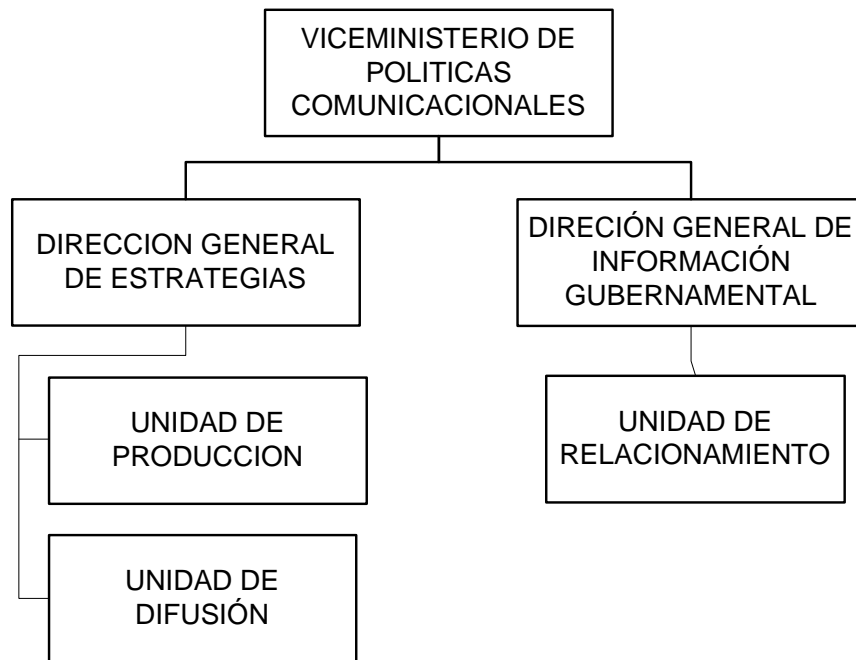 VICEMINISTERIO DE
POLITICAS
COMUNICACIONALES
DIRECCION GENERAL
DE ESTRATEGIAS
DIRECIÓN GENERAL DE
INFORMACIÓN
GUBERNAMENTAL
UNIDAD DE
PRODUCCION
UNIDAD DE
RELACIONAMIENTO
UNIDAD DE
DIFUSIÓN